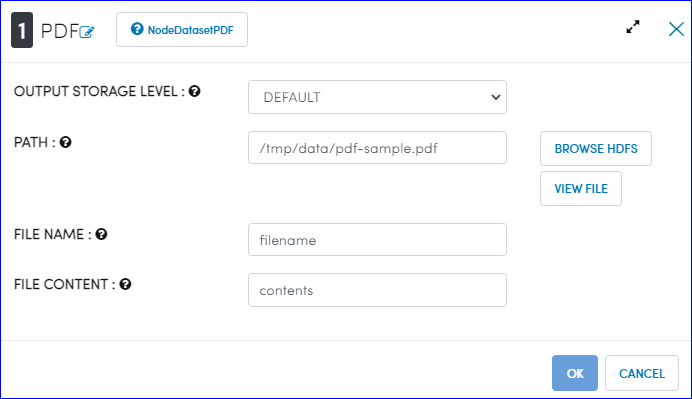 1 PDF NodeDatasetPDF
OUTPUT STORAGE LEVEL : DEFAULT
PATH : /tmp/data/pdf-sample.pdf BROWSE HDFS
VIEW FILE
FILE NAME : filename
FILE CONTENT : contents
OK CANCEL